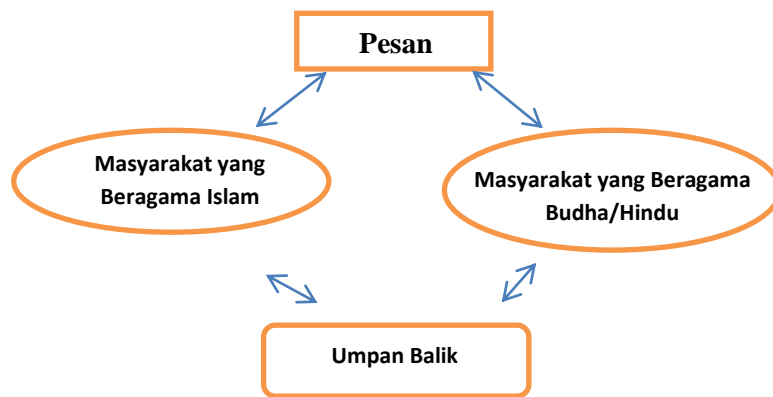 Pesan
Masyarakat yang
Beragama Islam
Masyarakat yang Beragama
Budha/Hindu
Umpan Balik